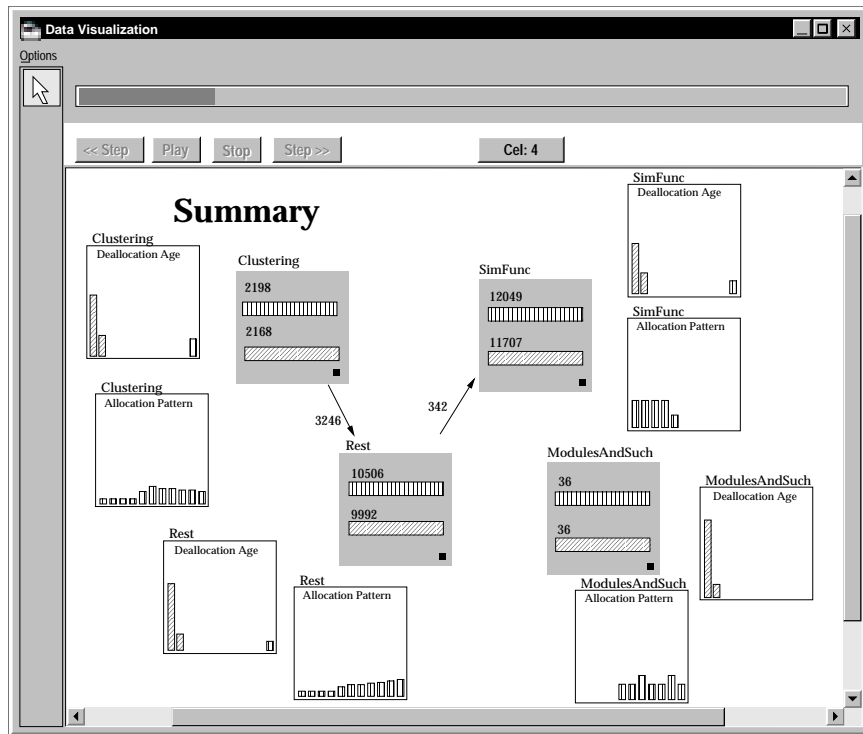 Data Visualization
Options
<< Step
Play
Stop
Step >>
Cel: 4
Summary
SimFunc
Deallocation Age
Clustering
Deallocation Age
Clustering
2198
2168
SimFunc
12049
11707
SimFunc
Allocation Pattern
Clustering
Allocation Pattern
3246
342
Rest
10506
9992
ModulesAndSuch
36
36
ModulesAndSuch
Deallocation Age
Rest
Deallocation Age
Rest
Allocation Pattern
ModulesAndSuch
Allocation Pattern